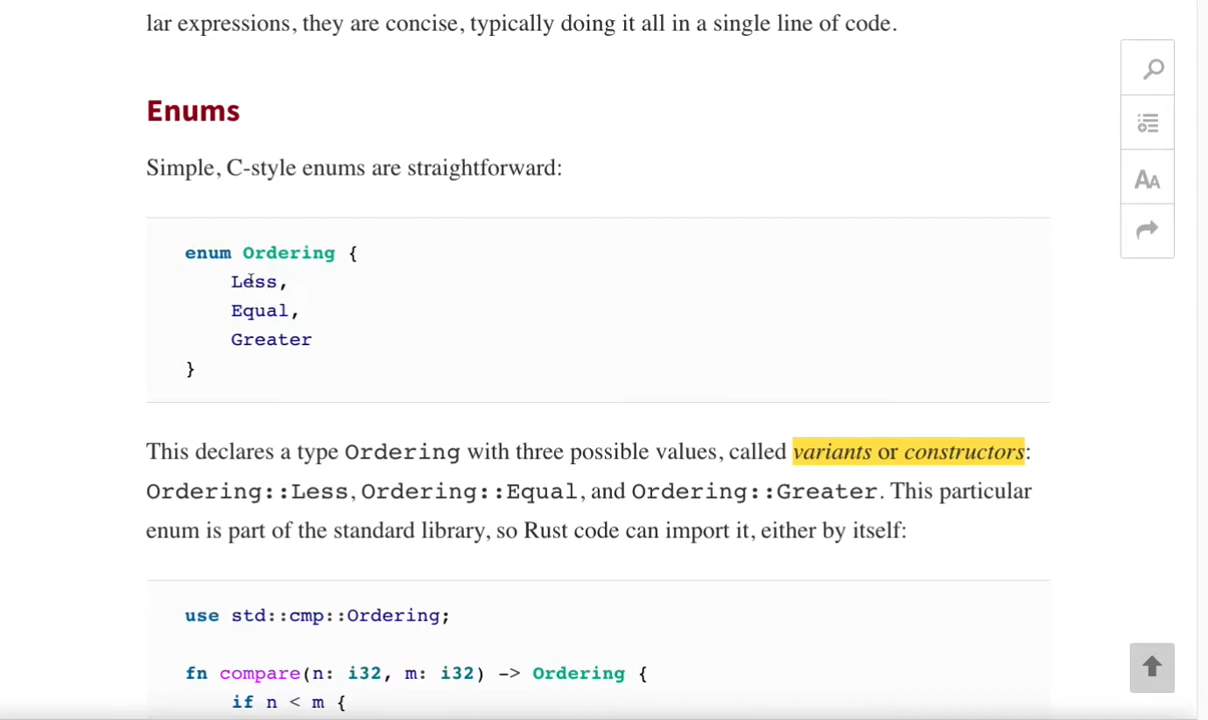 lar expressions, they are concise, typically doing it all in a single line of code.
Enums
Simple, C-style enums are straightforward:
enum Ordering {
    Less,
    Equal,
    Greater
}
This declares a type Ordering with three possible values, called variants or constructors:
Ordering::Less, Ordering::Equal, and Ordering::Greater. This particular
enum is part of the standard library, so Rust code can import it, either by itself:
use std::cmp::Ordering;
fn compare(n: i32, m: i32) -> Ordering {
    if n < m {
AA